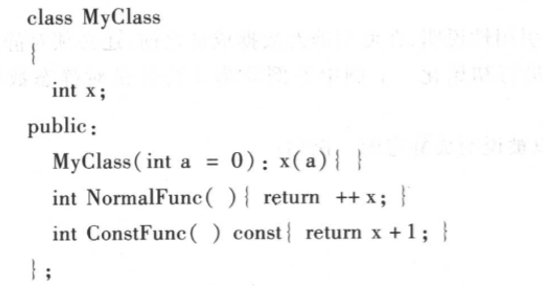 class MyClass
{
int x;
public:
MyClass(int a = 0): x(a){ }
int NormalFunc( ){ return ++x; }
int ConstFunc( ) const{ return x+1; }
};